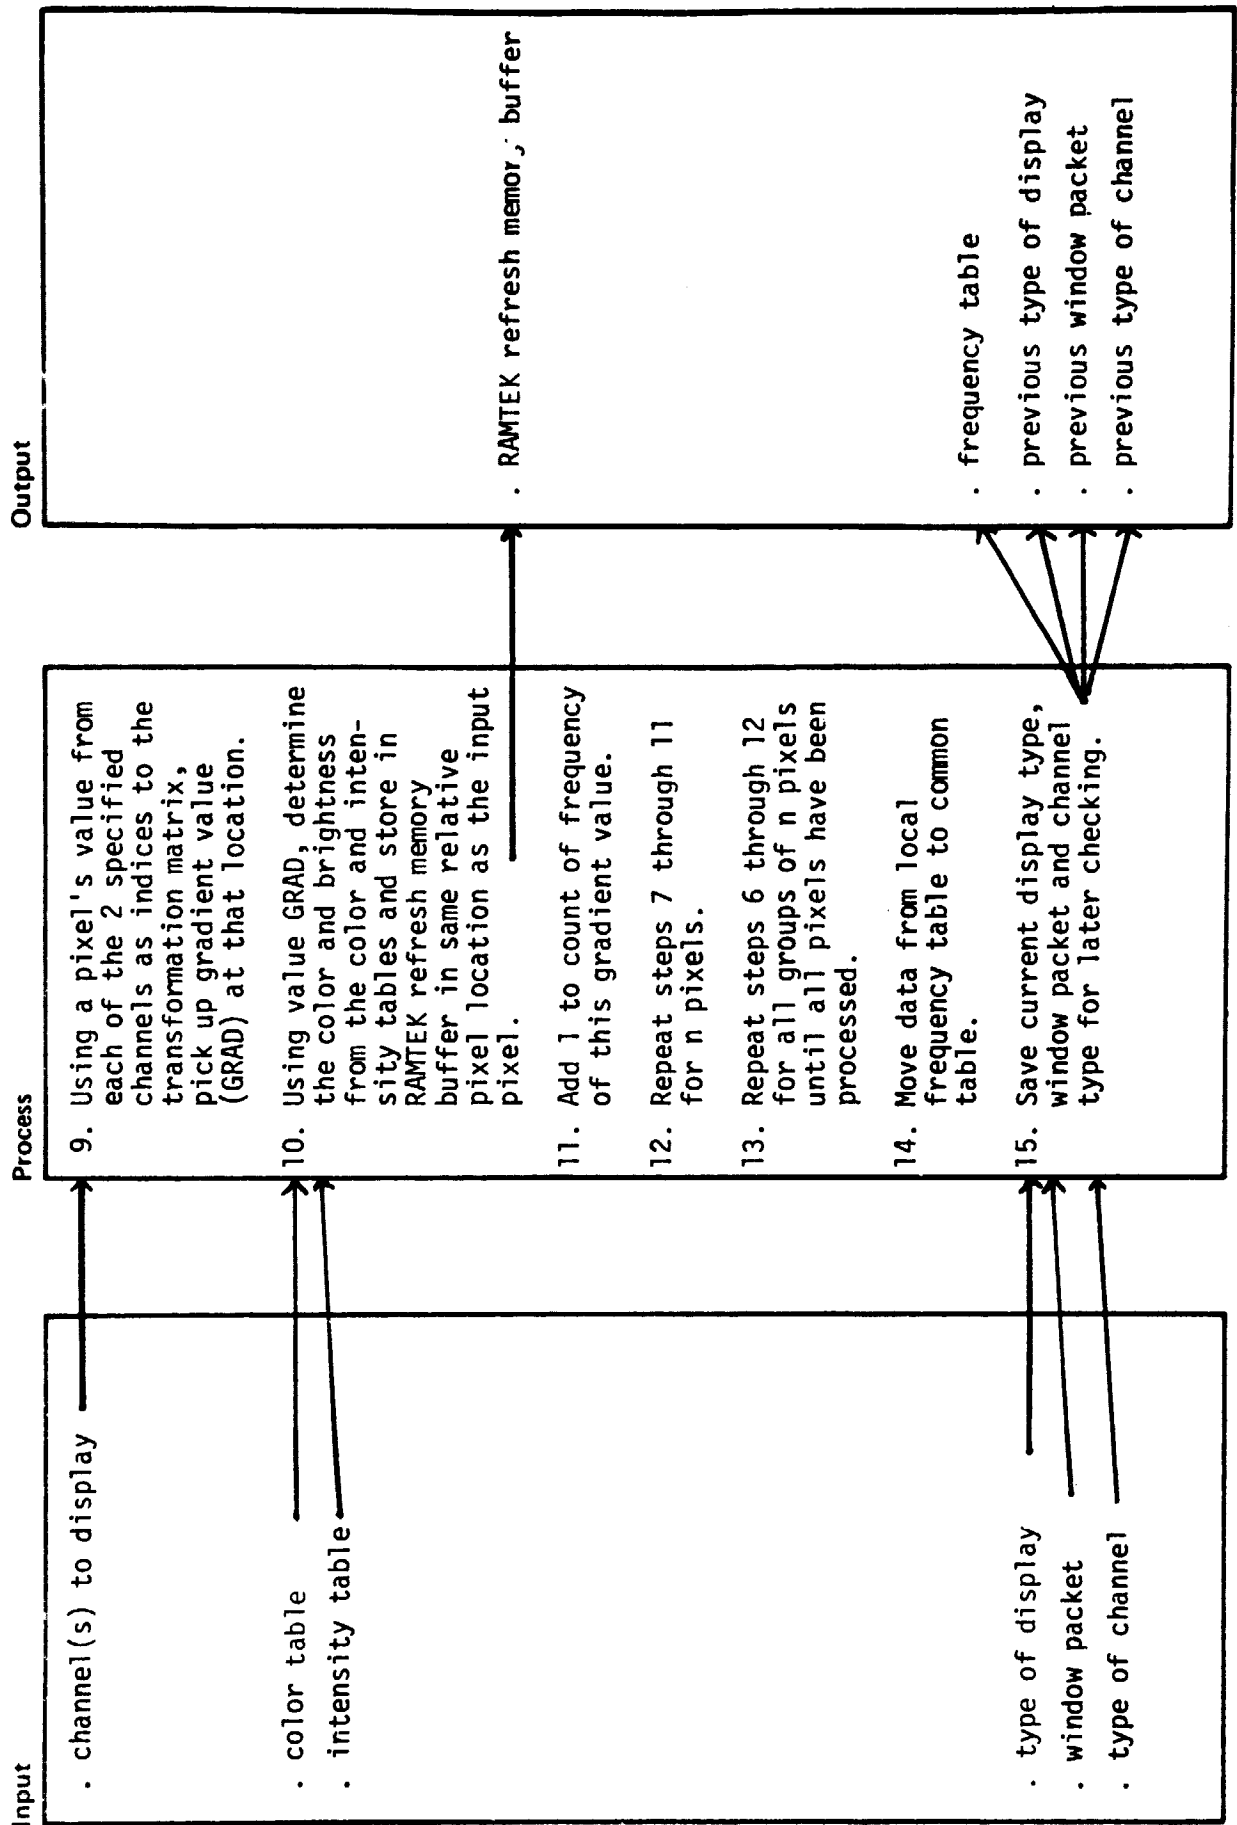 Input
. channel(s) to display
. color table
. intensity table
. type of display
. window packet
. type of channel
Process
9. Using a pixel's value from
each of the 2 specified
channels as indices to the
transformation matrix,
pick up gradient value
(GRAD) at that location.
10. Using value GRAD, determine
the color and brightness
from the color and inten-
sity tables and store in
RAMTEK refresh memory
buffer in same relative
pixel location as the input
pixel.
11. Add 1 to count of frequency
of this gradient value.
12. Repeat steps 7 through 11
for n pixels.
13. Repeat steps 6 through 12
for all groups of n pixels
until all pixels have been
processed.
14. Move data from local
frequency table to common
table.
15. Save current display type,
window packet and channel
type for later checking.
Output
. RAMTEK refresh memory buffer
. frequency table
. previous type of display
. previous window packet
. previous type of channel